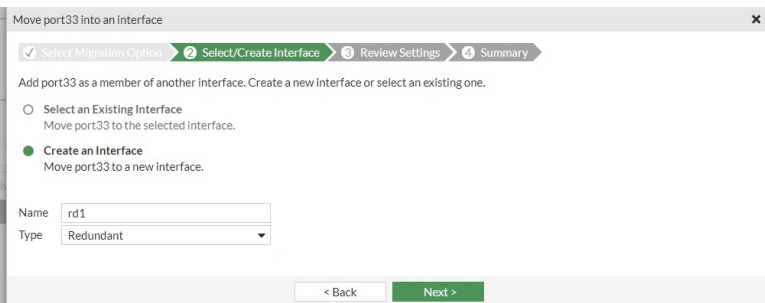 Move port33 into an interface
Select Migration Option 2 Select/Create Interface 3 Review Settings 4 Summary
Add port33 as a member of another interface. Create a new interface or select an existing one.
Select an Existing Interface
Move port33 to the selected interface.
Create an Interface
Move port33 to a new interface.
Name rd1
Type Redundant
< Back Next >